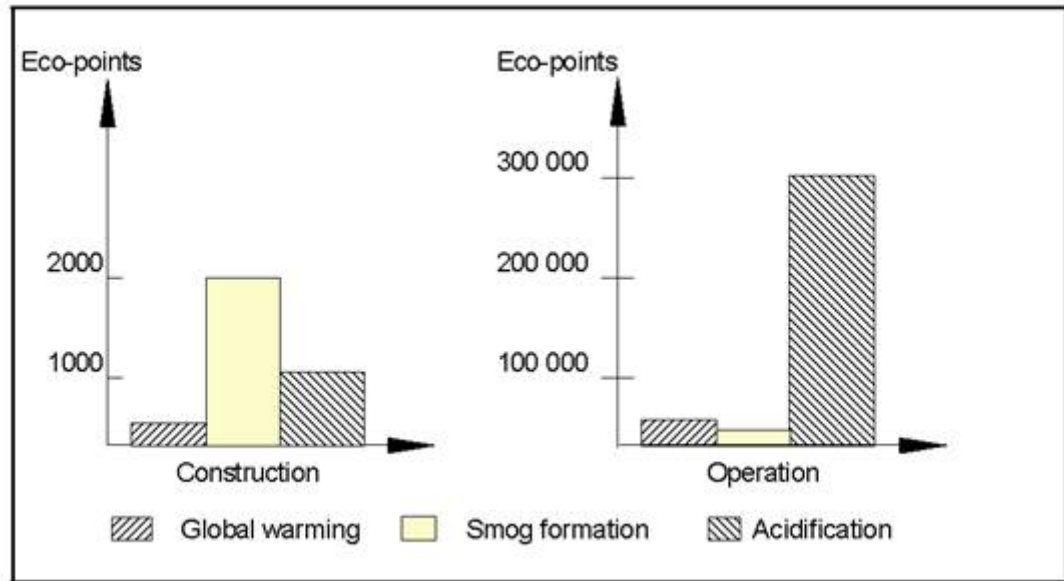 Eco-points
2000
1000
Construction
Eco-points
300 000
200 000
100 000
Operation
Global warming
Smog formation
Acidification